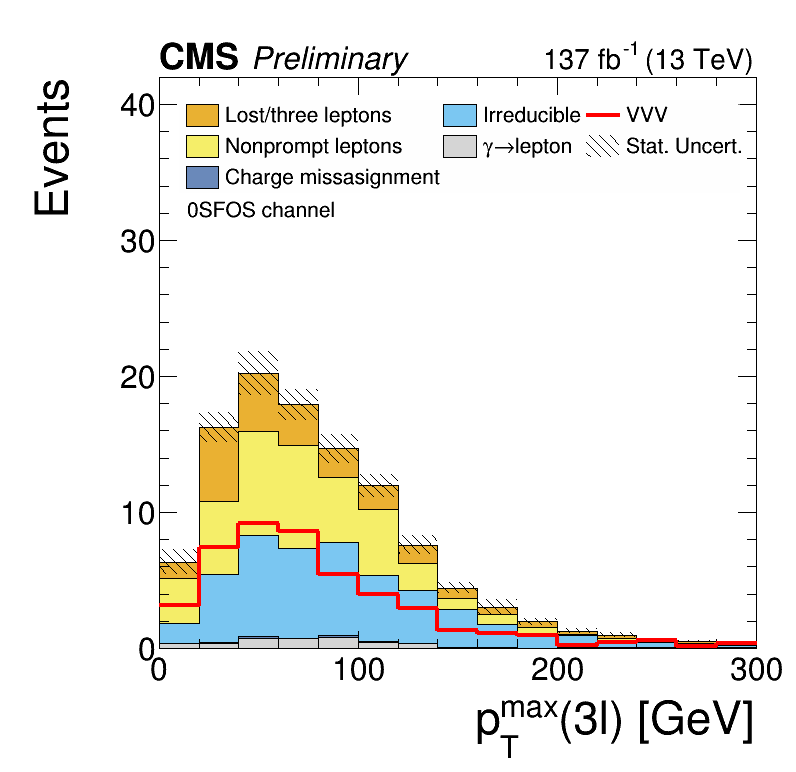 CMS Preliminary 137 fb⁻¹ (13 TeV)
Events
40
30
20
10
0
Lost/three leptons Irreducible VVV
Nonprompt leptons γ→lepton Stat. Uncert.
Charge missasignment
0SFOS channel
0 100 200 300
p_T^max(3l) [GeV]